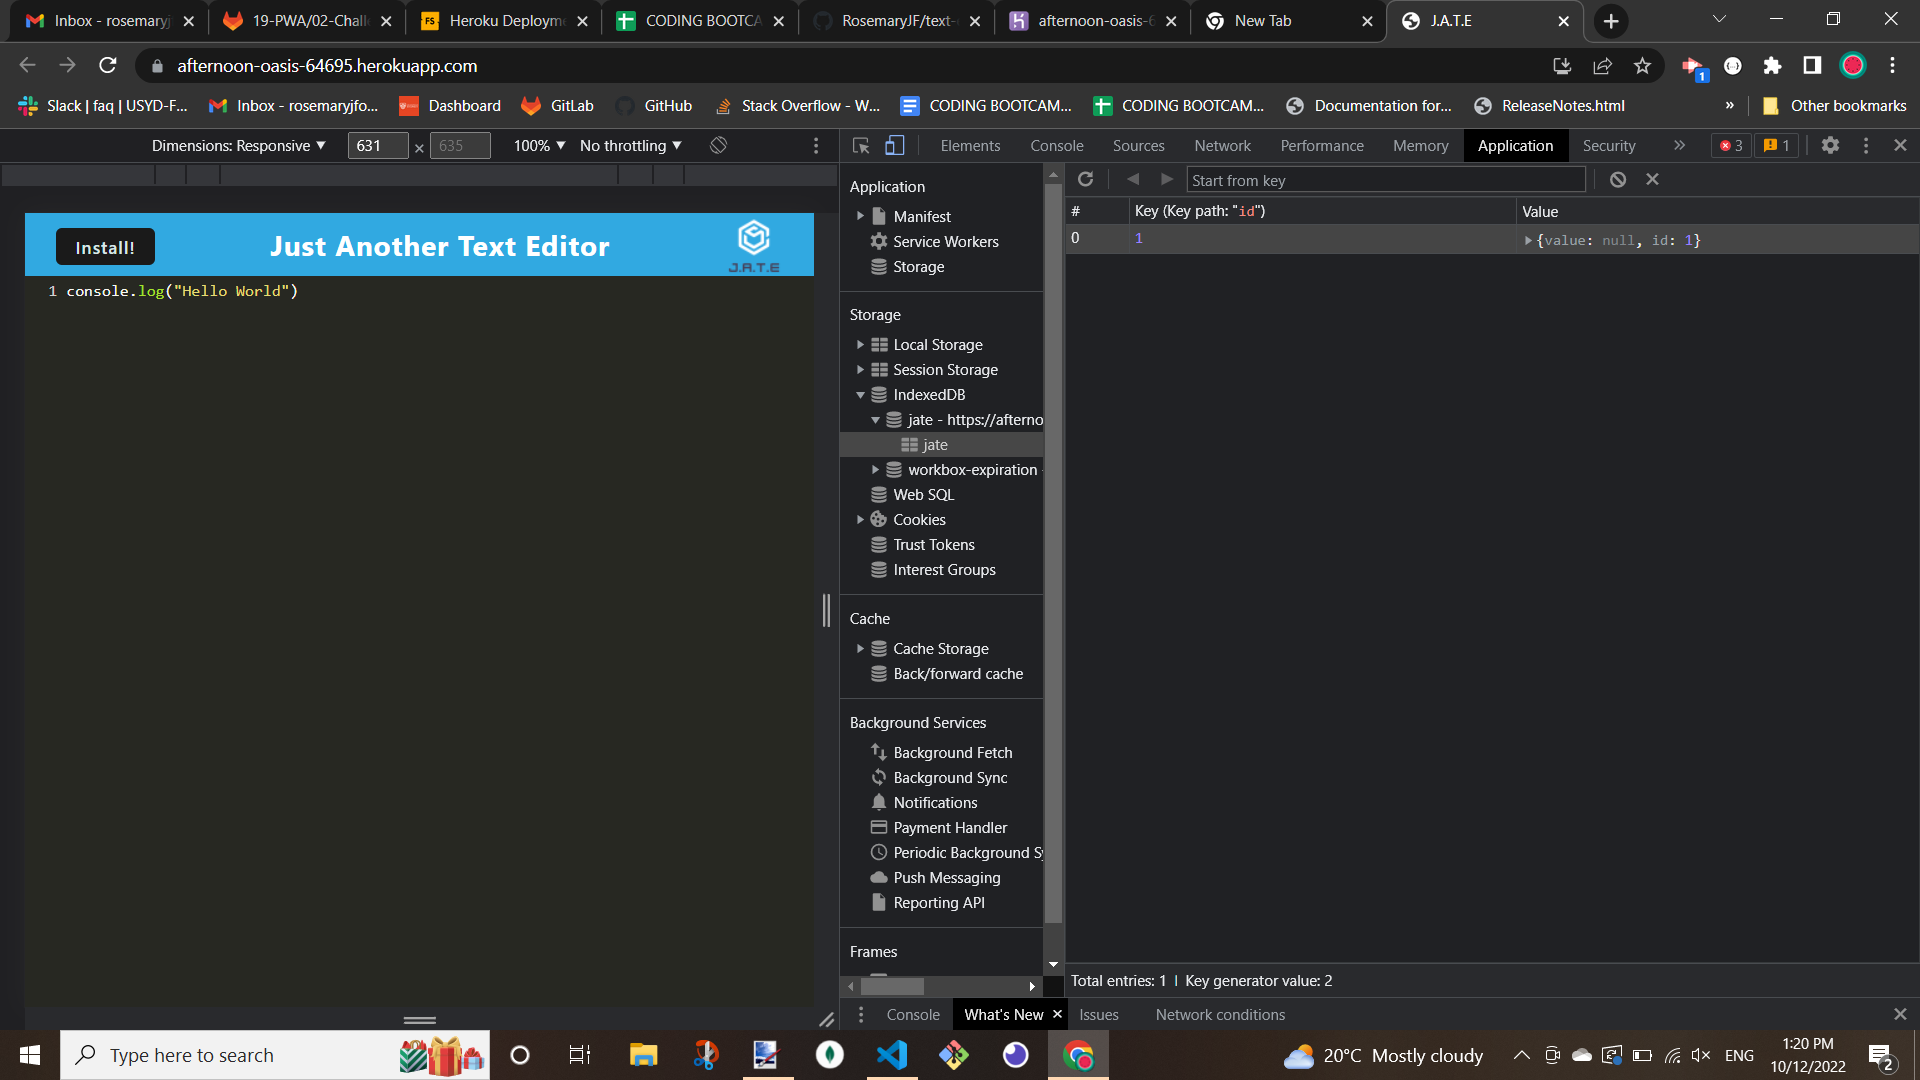 Inbox - rosemaryj
19-PWA/02-Chall
Heroku Deployme
CODING BOOTCA
RosemaryJF/text-e
afternoon-oasis-6
New Tab
J.A.T.E
afternoon-oasis-64695.herokuapp.com
1
Slack | faq | USYD-F...
Inbox - rosemaryjfo...
Dashboard
GitLab
GitHub
Stack Overflow - W...
CODING BOOTCAM...
CODING BOOTCAM...
Documentation for...
ReleaseNotes.html
»
Other bookmarks
Dimensions: Responsive
631
×
635
100%
No throttling
Elements
Console
Sources
Network
Performance
Memory
Application
Security
»
3
1
Install!
Just Another Text Editor
J.A.T.E
1 console.log("Hello World")
Application
Manifest
Service Workers
Storage
Storage
Local Storage
Session Storage
IndexedDB
jate - https://afterno
jate
workbox-expiration -
Web SQL
Cookies
Trust Tokens
Interest Groups
Cache
Cache Storage
Back/forward cache
Background Services
Background Fetch
Background Sync
Notifications
Payment Handler
Periodic Background Sy
Push Messaging
Reporting API
Frames
Start from key
# Key (Key path: "id") Value
0 1 {value: null, id: 1}
Total entries: 1 | Key generator value: 2
Console
What's New
Issues
Network conditions
Type here to search
20°C Mostly cloudy
ENG
1:20 PM
10/12/2022
2